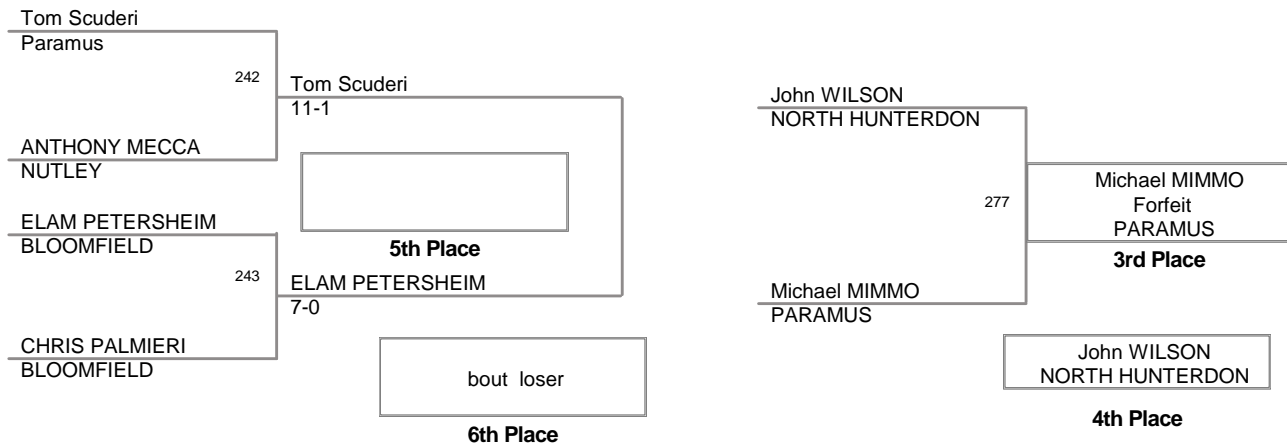 Tom Scuderi
Paramus
242
Tom Scuderi
11-1
ANTHONY MECCA
NUTLEY
ELAM PETERSHEIM
BLOOMFIELD
5th Place
243
ELAM PETERSHEIM
7-0
CHRIS PALMIERI
BLOOMFIELD
bout loser
6th Place
John WILSON
NORTH HUNTERDON
277
Michael MIMMO
Forfeit
PARAMUS
3rd Place
Michael MIMMO
PARAMUS
John WILSON
NORTH HUNTERDON
4th Place